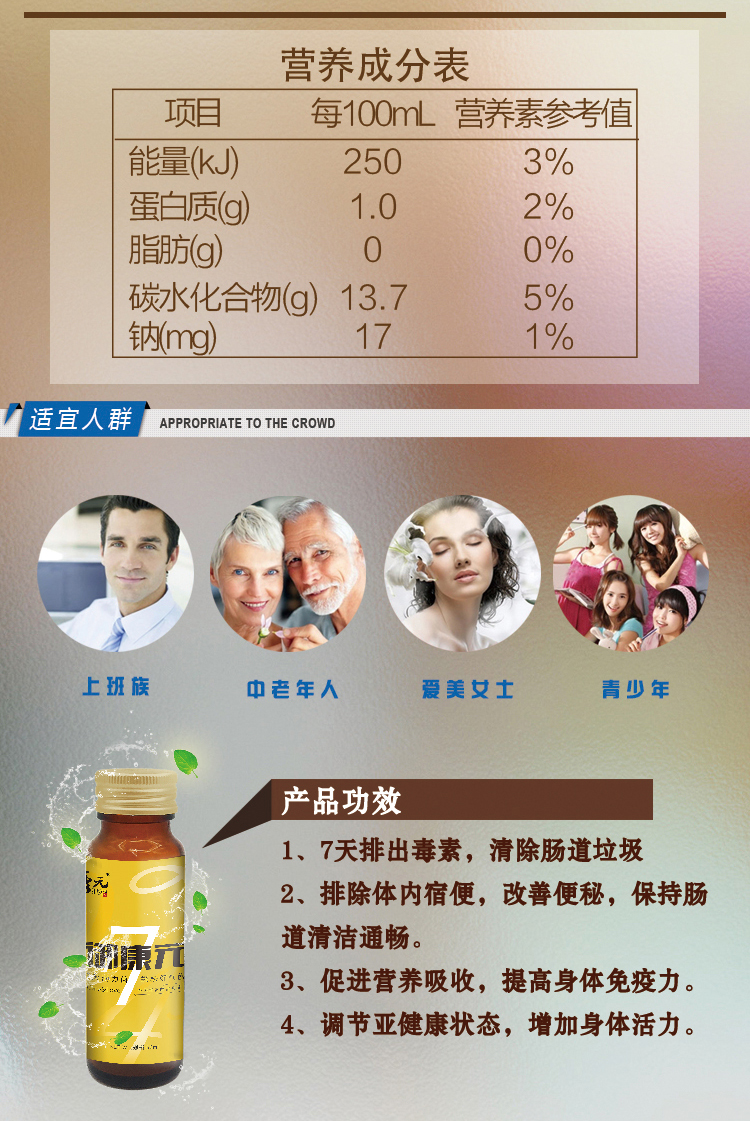 营养成分表
项目 每100mL 营养素参考值
能量(kJ) 250 3%
蛋白质(g) 1.0 2%
脂肪(g) 0 0%
碳水化合物(g) 13.7 5%
钠(mg) 17 1%
适宜人群 APPROPRIATE TO THE CROWD
上班族 中老年人 爱美女士 青少年
产品功效
1、7天排出毒素，清除肠道垃圾
2、排除体内宿便，改善便秘，保持肠
道清洁通畅。
3、促进营养吸收，提高身体免疫力。
4、调节亚健康状态，增加身体活力。
元
康元
7